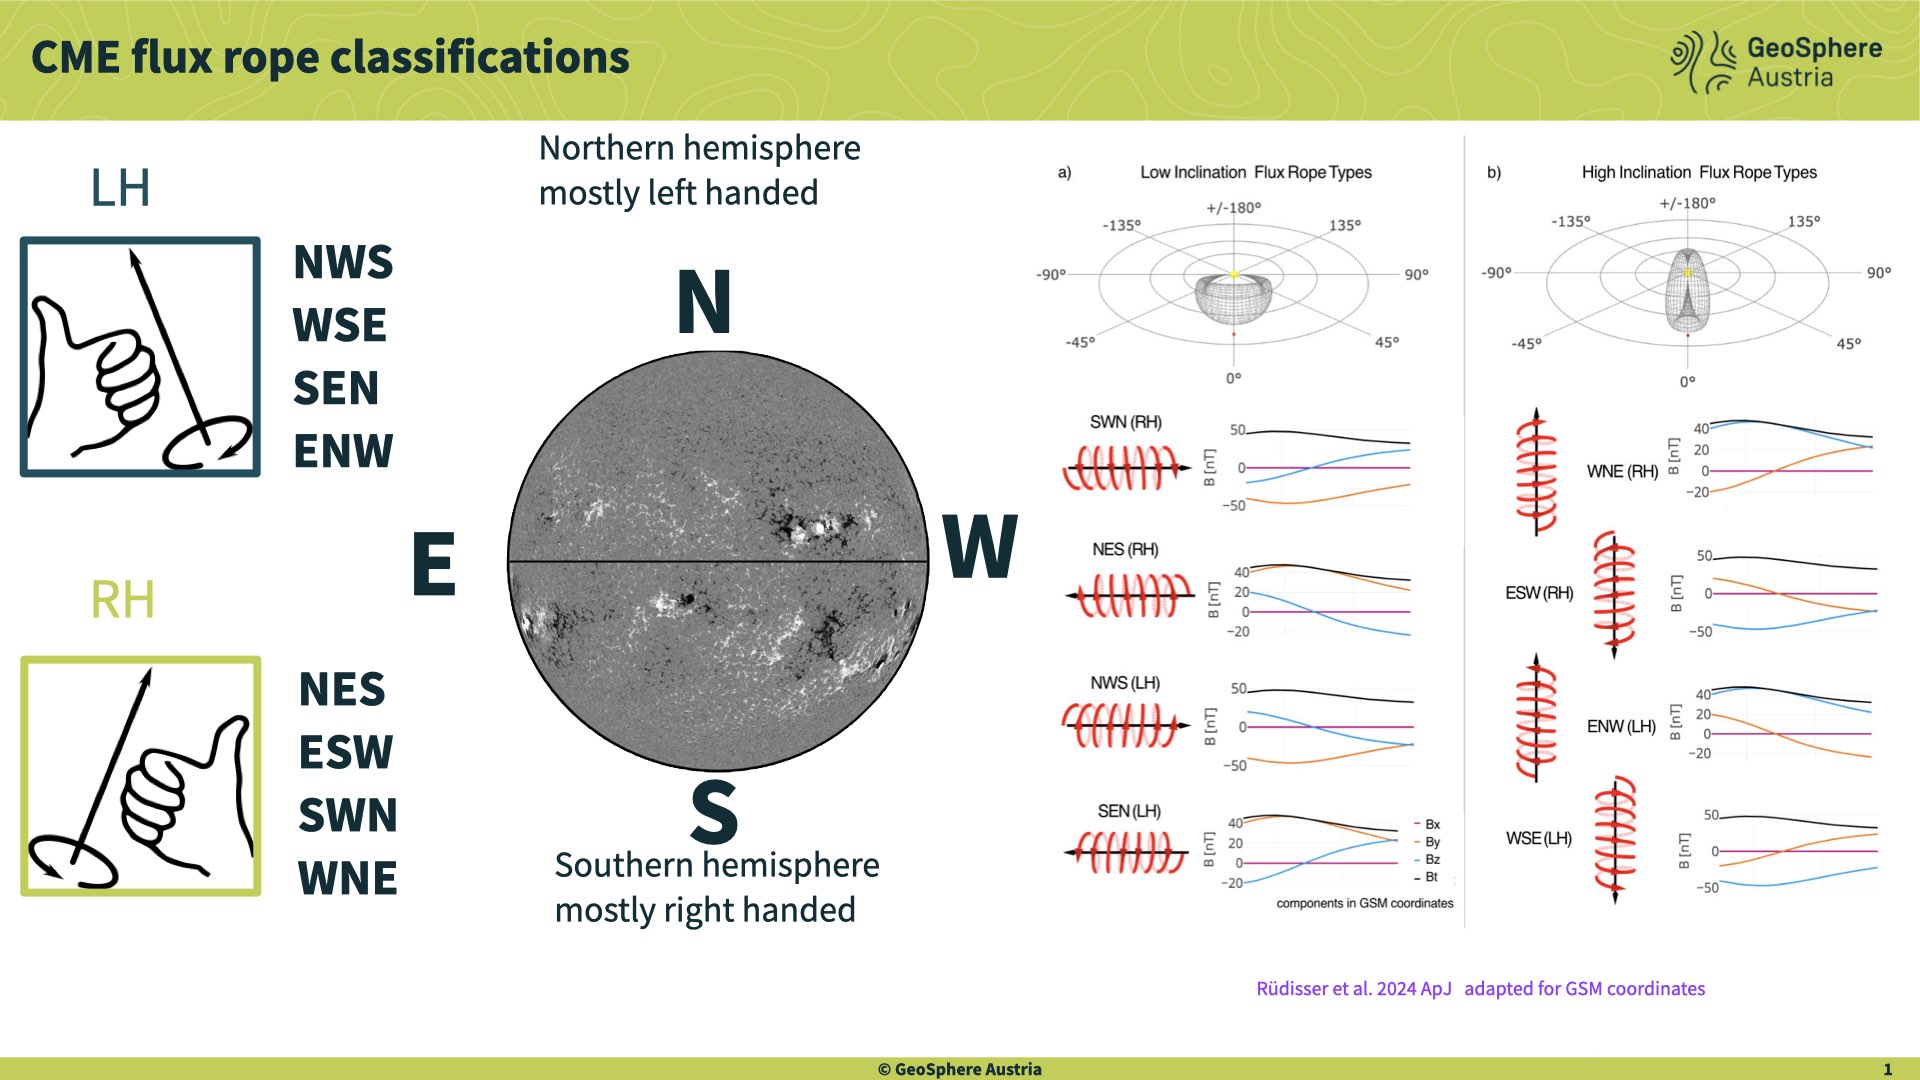 CME flux rope classifications
GeoSphere
Austria
LH
NWS
WSE
SEN
ENW
RH
NES
ESW
SWN
WNE
Northern hemisphere
mostly left handed
N
E
W
S
Southern hemisphere
mostly right handed
a)
Low Inclination Flux Rope Types
+/-180°
-135°
135°
-90°
90°
-45°
45°
0°
SWN (RH)
B [nT]
50
0
−50
NES (RH)
B [nT]
40
20
0
−20
NWS (LH)
B [nT]
50
0
−50
SEN (LH)
B [nT]
40
20
0
−20
Bx
By
Bz
Bt
components in GSM coordinates
b)
High Inclination Flux Rope Types
+/-180°
-135°
135°
-90°
90°
-45°
45°
0°
WNE (RH)
B [nT]
40
20
0
−20
ESW (RH)
B [nT]
50
0
−50
ENW (LH)
B [nT]
40
20
0
−20
WSE (LH)
B [nT]
50
0
−50
Rüdisser et al. 2024 ApJ adapted for GSM coordinates
© GeoSphere Austria
1